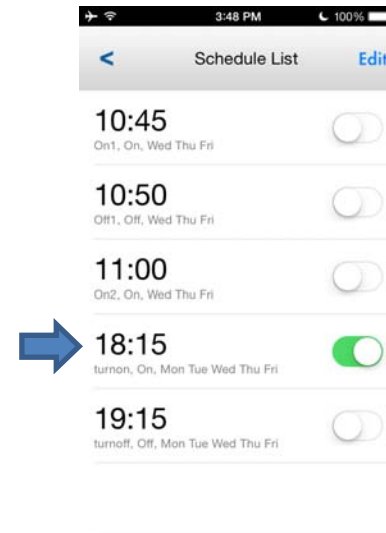 3:48 PM 100%
< Schedule List Edit
10:45
On1, On, Wed Thu Fri
10:50
Off1, Off, Wed Thu Fri
11:00
On2, On, Wed Thu Fri
18:15
turnon, On, Mon Tue Wed Thu Fri
19:15
turnoff, Off, Mon Tue Wed Thu Fri